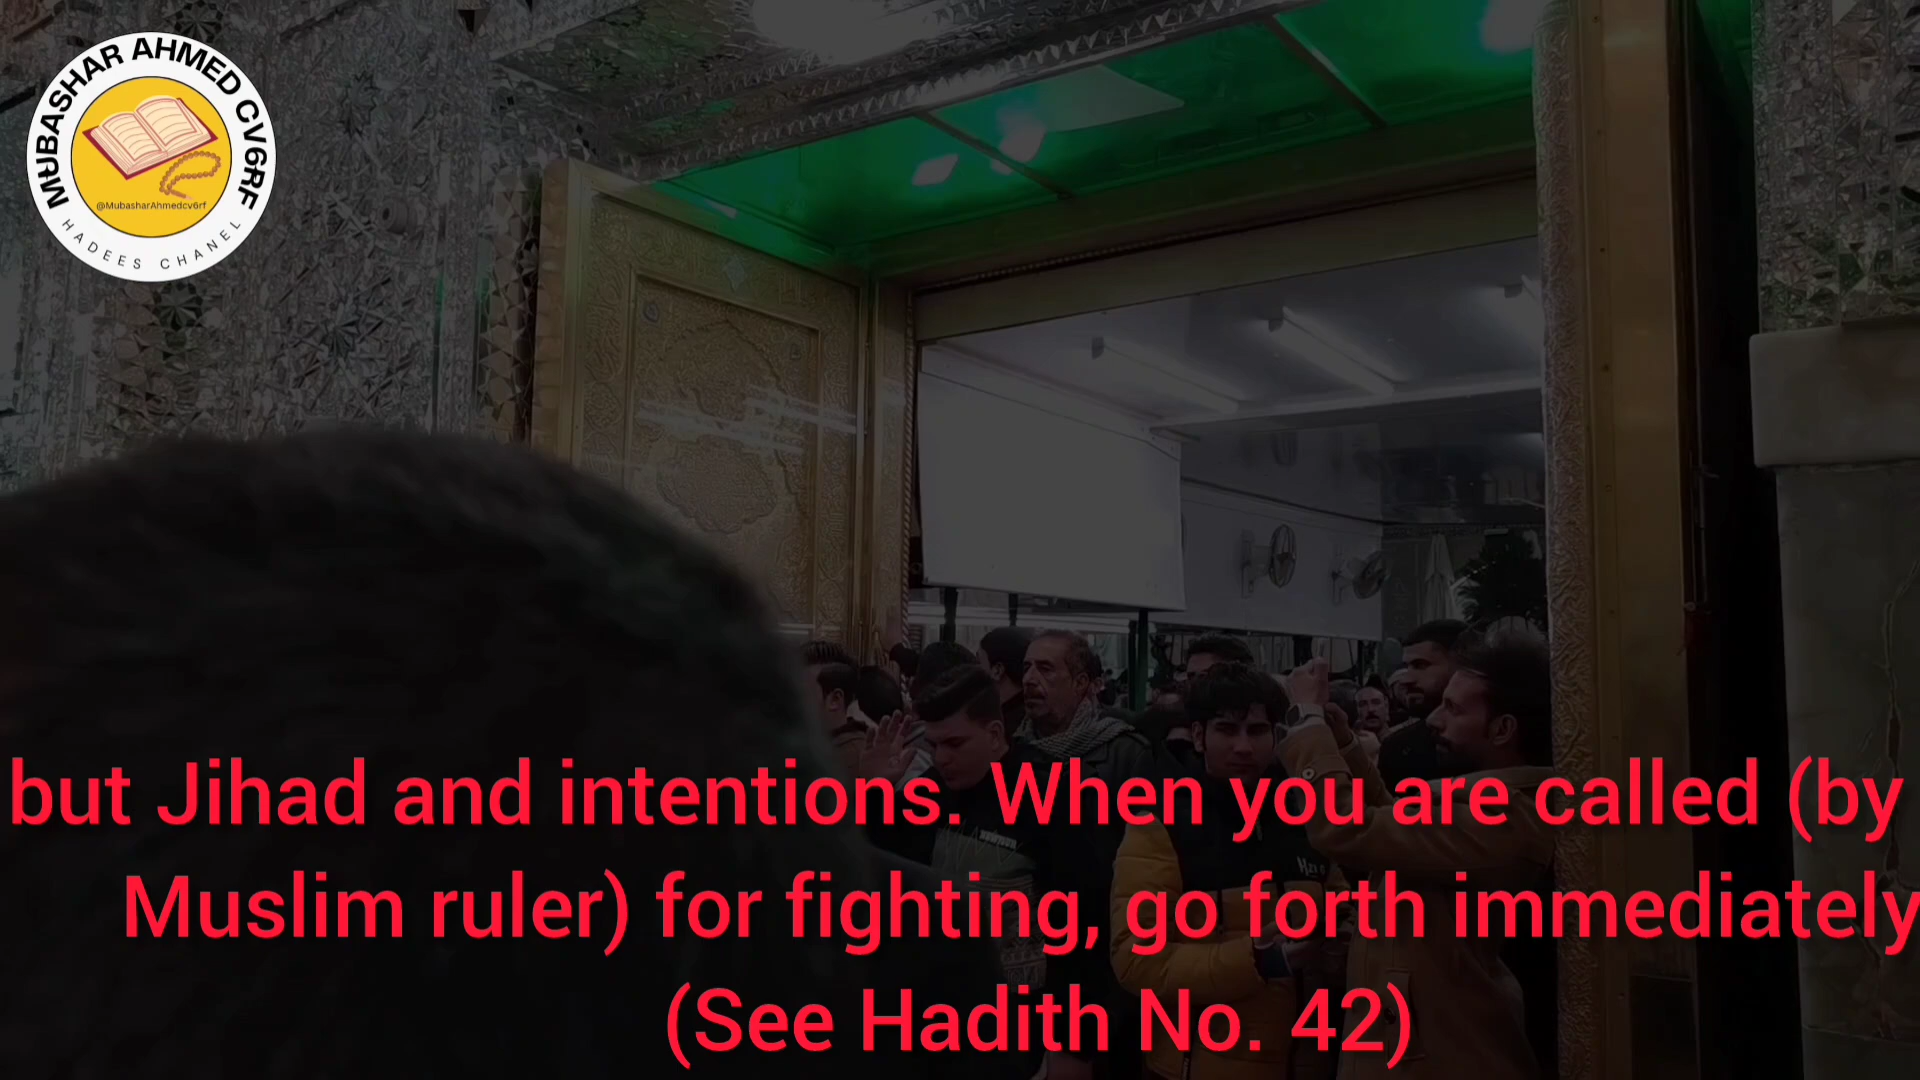 MUBASHAR AHMED CV6RF
@MubasharAhmedcv6rf
HADEES CHANEL
but Jihad and intentions. When you are called (by
Muslim ruler) for fighting, go forth immediately
(See Hadith No. 42)